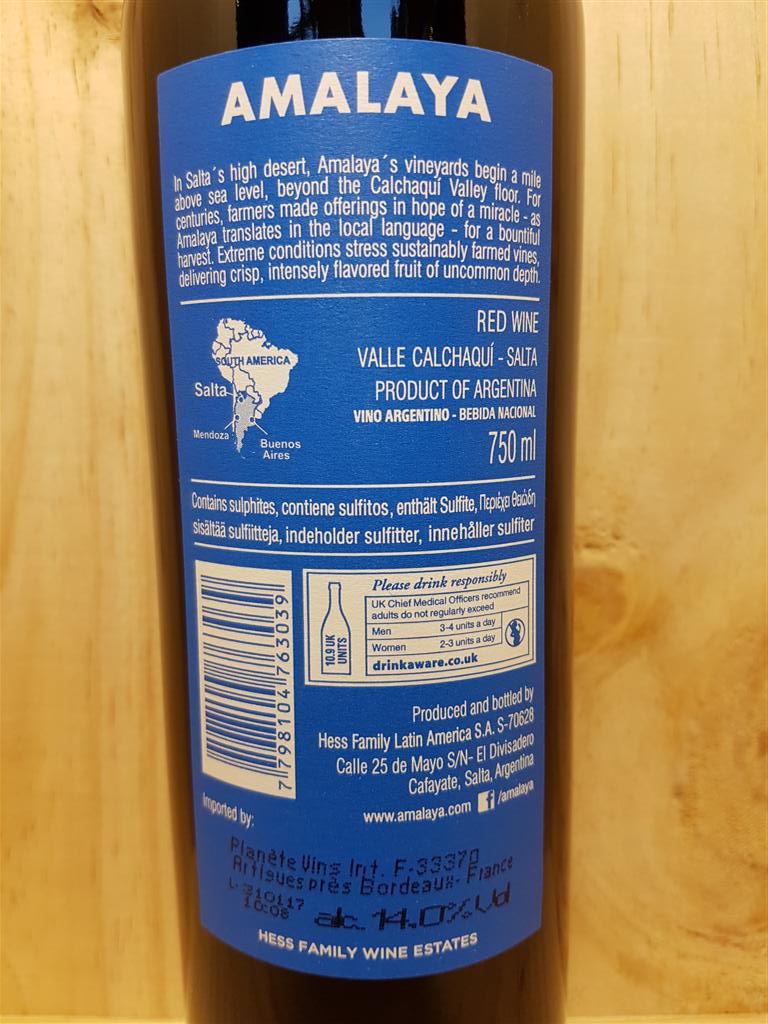 AMALAYA
In Salta´s high desert, Amalaya´s vineyards begin a mile
above sea level, beyond the Calchaquí Valley floor. For
centuries, farmers made offerings in hope of a miracle - as
Amalaya translates in the local language - for a bountiful
harvest. Extreme conditions stress sustainably farmed vines,
delivering crisp, intensely flavored fruit of uncommon depth.
SOUTH AMERICA
Salta
Mendoza
Buenos
Aires
RED WINE
VALLE CALCHAQUÍ - SALTA
PRODUCT OF ARGENTINA
VINO ARGENTINO - BEBIDA NACIONAL
750 ml
Contains sulphites, contiene sulfitos, enthält Sulfite, Περιέχει Θειώδη
sisältää sulfiitteja, indeholder sulfitter, innehåller sulfiter
7 798104 763039
10.9 UK
UNITS
Please drink responsibly
UK Chief Medical Officers recommend
adults do not regularly exceed
Men 3-4 units a day
Women 2-3 units a day
drinkaware.co.uk
Produced and bottled by
Hess Family Latin America S.A. S-70628
Calle 25 de Mayo S/N- El Divisadero
Cafayate, Salta, Argentina
www.amalaya.com f /amalaya
Imported by:
Planète Vins Int. F-33370
Artigues près Bordeaux- France
L-310117
10:06
alc. 14.0% Vol
HESS FAMILY WINE ESTATES